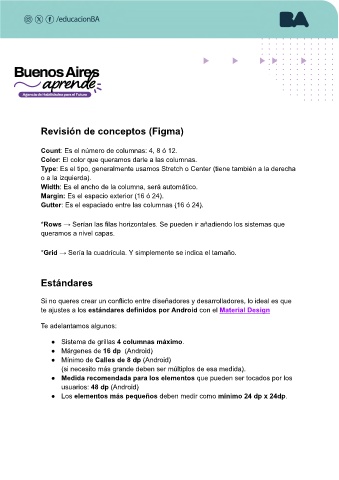 /educacionBA
BA
Buenos Aires
aprende
Agencia de Habilidades para el Futuro
Revisión de conceptos (Figma)
Count: Es el número de columnas: 4, 8 ó 12.
Color: El color que queramos darle a las columnas.
Type: Es el tipo, generalmente usamos Stretch o Center (tiene también a la derecha
o a la izquierda).
Width: Es el ancho de la columna, será automático.
Margin: Es el espacio exterior (16 ó 24).
Gutter: Es el espaciado entre las columnas (16 ó 24).
*Rows → Serían las filas horizontales. Se pueden ir añadiendo los sistemas que
queramos a nivel capas.
*Grid → Sería la cuadrícula. Y simplemente se indica el tamaño.
Estándares
Si no queres crear un conflicto entre diseñadores y desarrolladores, lo ideal es que
te ajustes a los estándares definidos por Android con el Material Design
Te adelantamos algunos:
● Sistema de grillas 4 columnas máximo.
● Márgenes de 16 dp (Android)
● Mínimo de Calles de 8 dp (Android)
(si necesito más grande deben ser múltiplos de esa medida).
● Medida recomendada para los elementos que pueden ser tocados por los
usuarios: 48 dp (Android)
● Los elementos más pequeños deben medir como mínimo 24 dp x 24dp.